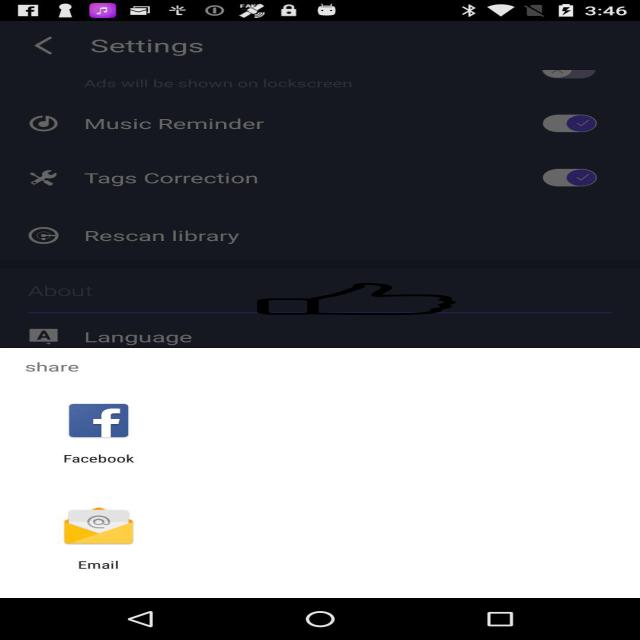 3:46
Settings
Ads will be shown on lockscreen
Music Reminder
Tags Correction
Rescan library
About
A
Language
share
f
Facebook
@
Email